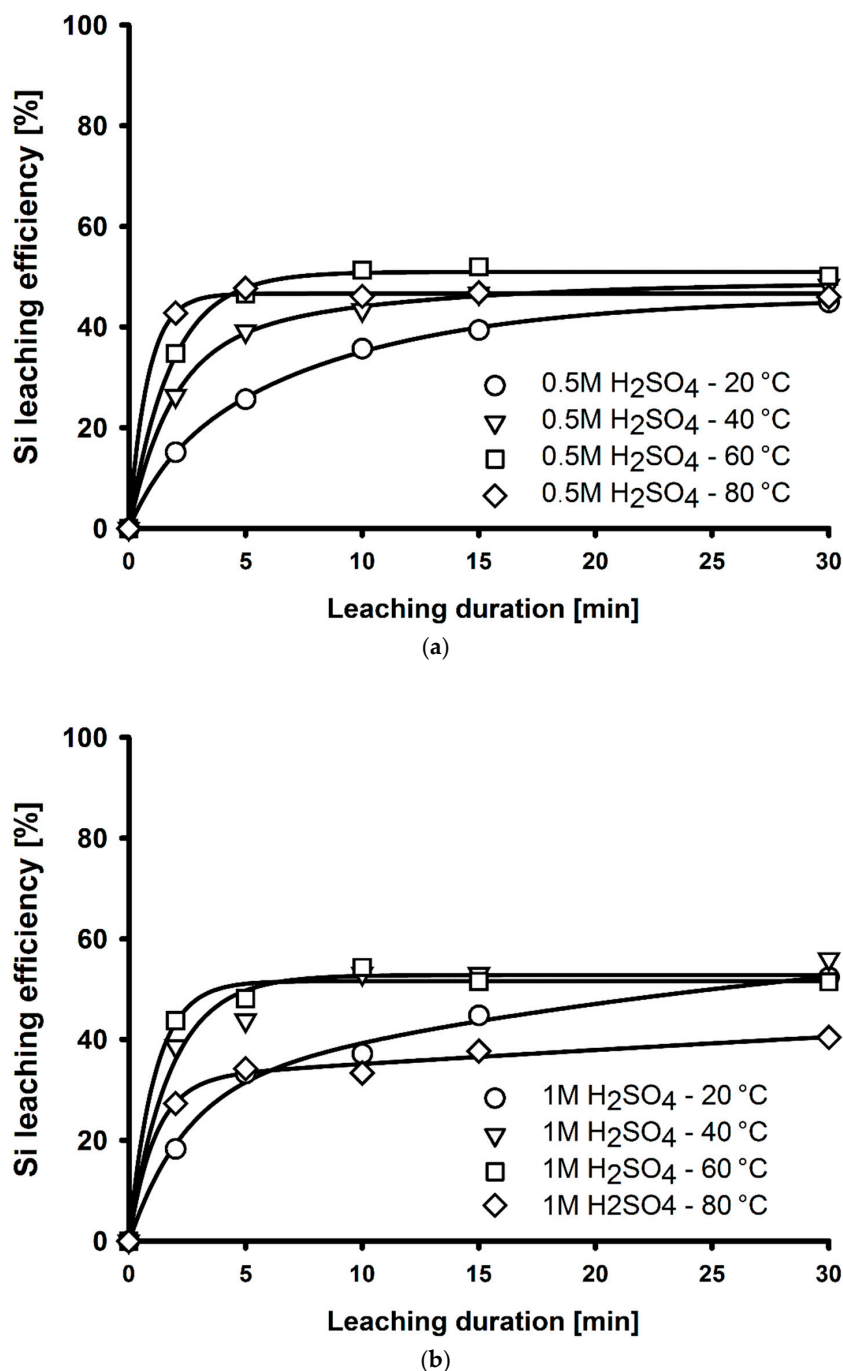 100
80
60
40
20
0
Si leaching efficiency [%]
0.5M H2SO4 - 20 °C
0.5M H2SO4 - 40 °C
0.5M H2SO4 - 60 °C
0.5M H2SO4 - 80 °C
0 5 10 15 20 25 30
Leaching duration [min]
(a)
100
80
60
40
20
0
Si leaching efficiency [%]
1M H2SO4 - 20 °C
1M H2SO4 - 40 °C
1M H2SO4 - 60 °C
1M H2SO4 - 80 °C
0 5 10 15 20 25 30
Leaching duration [min]
(b)